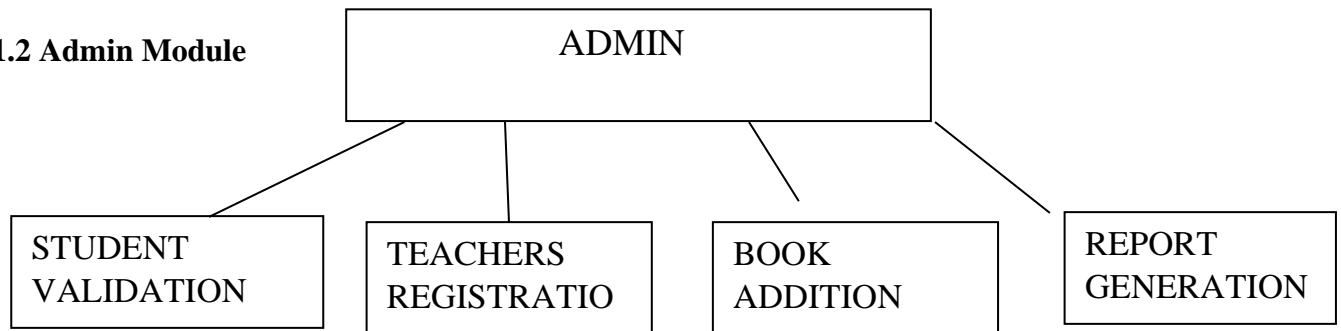 1.2 Admin Module
ADMIN
STUDENT
VALIDATION
TEACHERS
REGISTRATIO
BOOK
ADDITION
REPORT
GENERATION